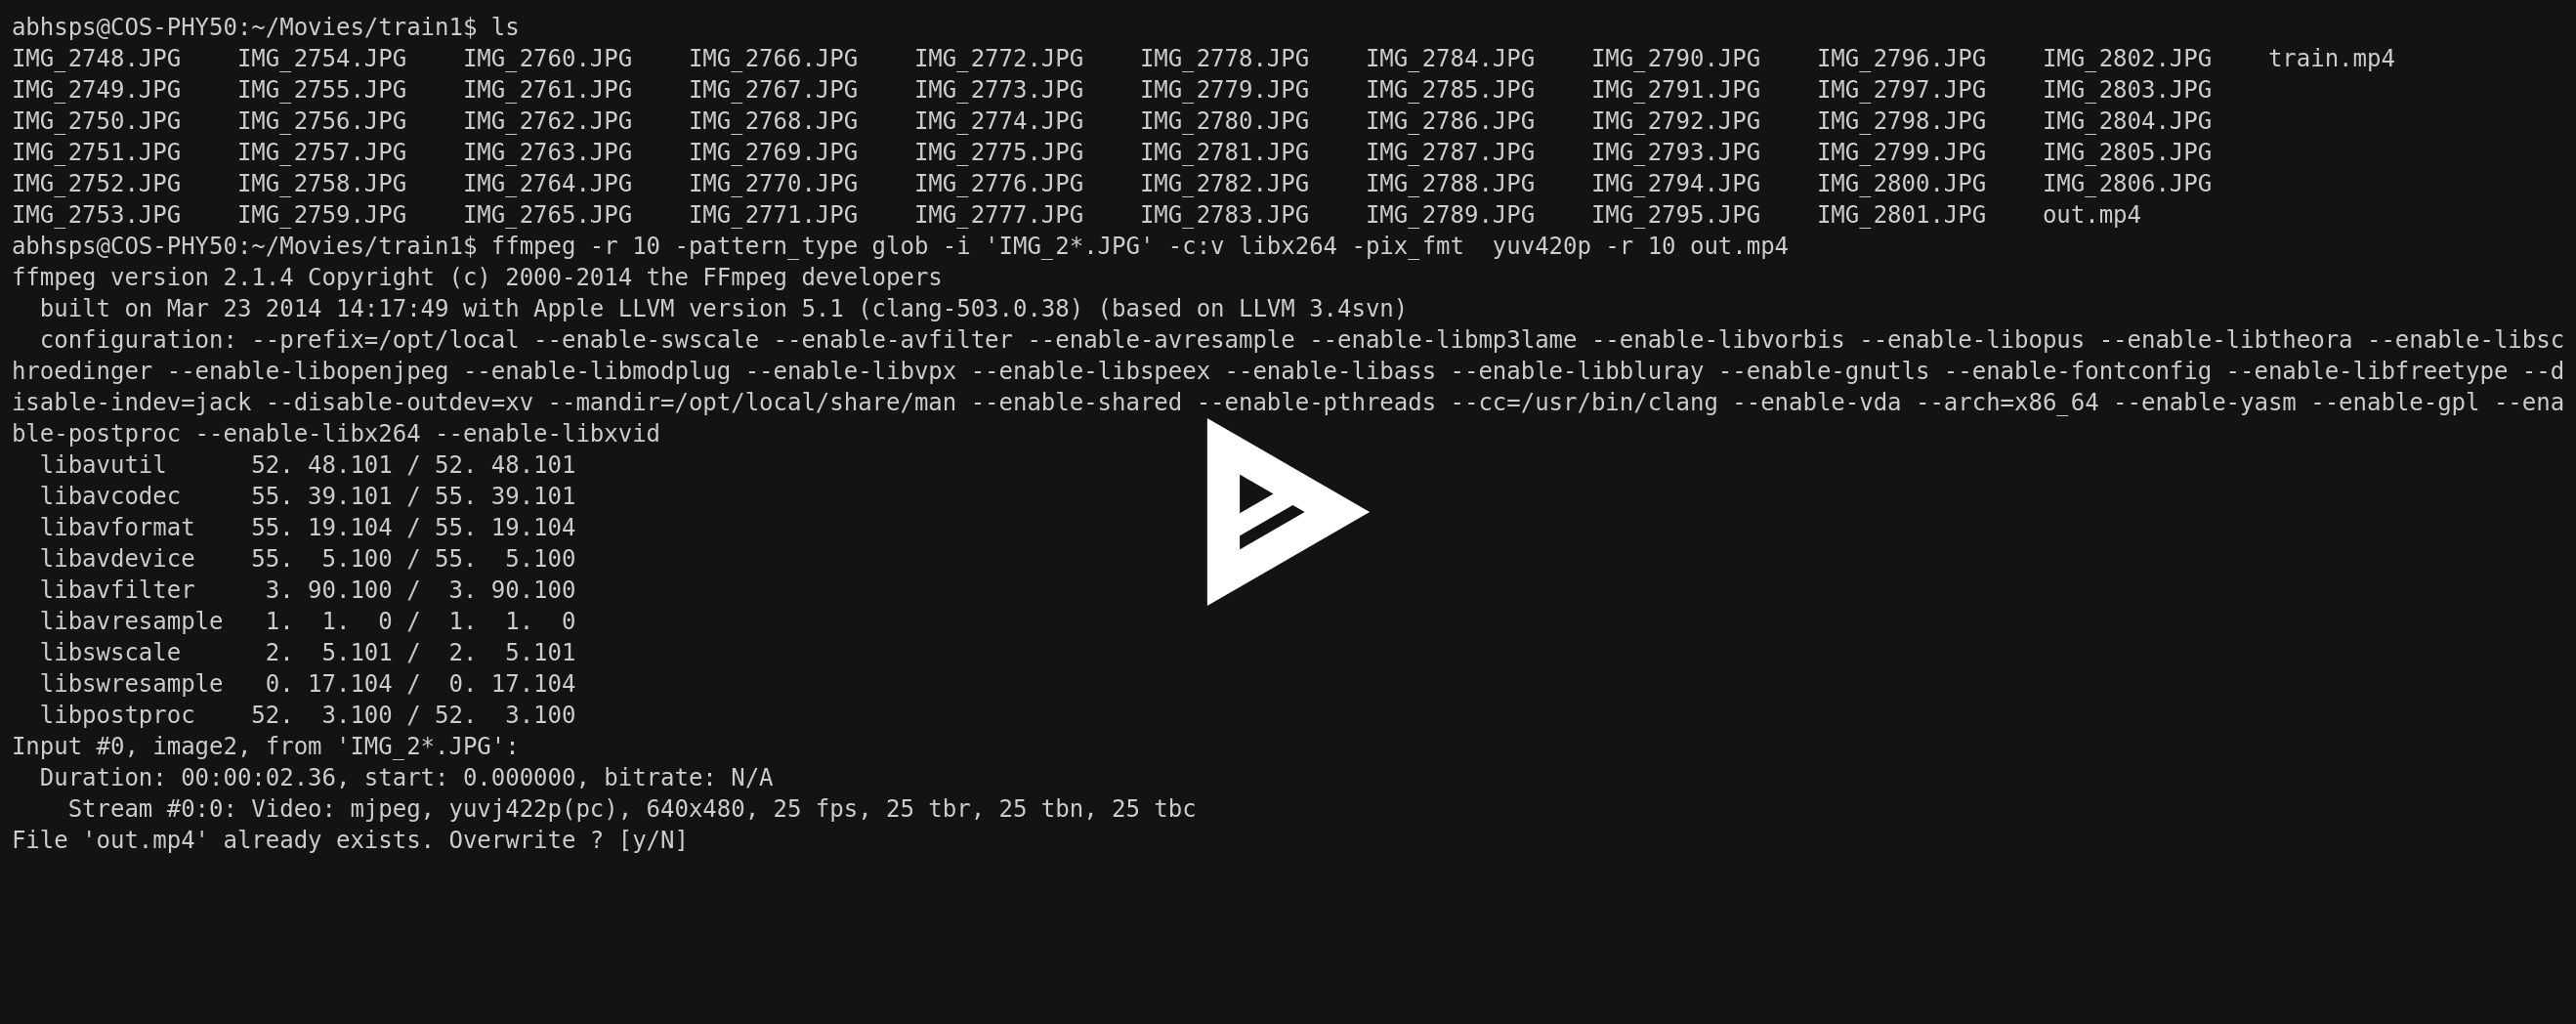 abhsps@COS-PHY50:~/Movies/train1$ ls
IMG_2748.JPG    IMG_2754.JPG    IMG_2760.JPG    IMG_2766.JPG    IMG_2772.JPG    IMG_2778.JPG    IMG_2784.JPG    IMG_2790.JPG    IMG_2796.JPG    IMG_2802.JPG    train.mp4
IMG_2749.JPG    IMG_2755.JPG    IMG_2761.JPG    IMG_2767.JPG    IMG_2773.JPG    IMG_2779.JPG    IMG_2785.JPG    IMG_2791.JPG    IMG_2797.JPG    IMG_2803.JPG
IMG_2750.JPG    IMG_2756.JPG    IMG_2762.JPG    IMG_2768.JPG    IMG_2774.JPG    IMG_2780.JPG    IMG_2786.JPG    IMG_2792.JPG    IMG_2798.JPG    IMG_2804.JPG
IMG_2751.JPG    IMG_2757.JPG    IMG_2763.JPG    IMG_2769.JPG    IMG_2775.JPG    IMG_2781.JPG    IMG_2787.JPG    IMG_2793.JPG    IMG_2799.JPG    IMG_2805.JPG
IMG_2752.JPG    IMG_2758.JPG    IMG_2764.JPG    IMG_2770.JPG    IMG_2776.JPG    IMG_2782.JPG    IMG_2788.JPG    IMG_2794.JPG    IMG_2800.JPG    IMG_2806.JPG
IMG_2753.JPG    IMG_2759.JPG    IMG_2765.JPG    IMG_2771.JPG    IMG_2777.JPG    IMG_2783.JPG    IMG_2789.JPG    IMG_2795.JPG    IMG_2801.JPG    out.mp4
abhsps@COS-PHY50:~/Movies/train1$ ffmpeg -r 10 -pattern_type glob -i 'IMG_2*.JPG' -c:v libx264 -pix_fmt  yuv420p -r 10 out.mp4
ffmpeg version 2.1.4 Copyright (c) 2000-2014 the FFmpeg developers
  built on Mar 23 2014 14:17:49 with Apple LLVM version 5.1 (clang-503.0.38) (based on LLVM 3.4svn)
  configuration: --prefix=/opt/local --enable-swscale --enable-avfilter --enable-avresample --enable-libmp3lame --enable-libvorbis --enable-libopus --enable-libtheora --enable-libsc
hroedinger --enable-libopenjpeg --enable-libmodplug --enable-libvpx --enable-libspeex --enable-libass --enable-libbluray --enable-gnutls --enable-fontconfig --enable-libfreetype --d
isable-indev=jack --disable-outdev=xv --mandir=/opt/local/share/man --enable-shared --enable-pthreads --cc=/usr/bin/clang --enable-vda --arch=x86_64 --enable-yasm --enable-gpl --ena
ble-postproc --enable-libx264 --enable-libxvid
  libavutil      52. 48.101 / 52. 48.101
  libavcodec     55. 39.101 / 55. 39.101
  libavformat    55. 19.104 / 55. 19.104
  libavdevice    55.  5.100 / 55.  5.100
  libavfilter     3. 90.100 /  3. 90.100
  libavresample   1.  1.  0 /  1.  1.  0
  libswscale      2.  5.101 /  2.  5.101
  libswresample   0. 17.104 /  0. 17.104
  libpostproc    52.  3.100 / 52.  3.100
Input #0, image2, from 'IMG_2*.JPG':
  Duration: 00:00:02.36, start: 0.000000, bitrate: N/A
    Stream #0:0: Video: mjpeg, yuvj422p(pc), 640x480, 25 fps, 25 tbr, 25 tbn, 25 tbc
File 'out.mp4' already exists. Overwrite ? [y/N]